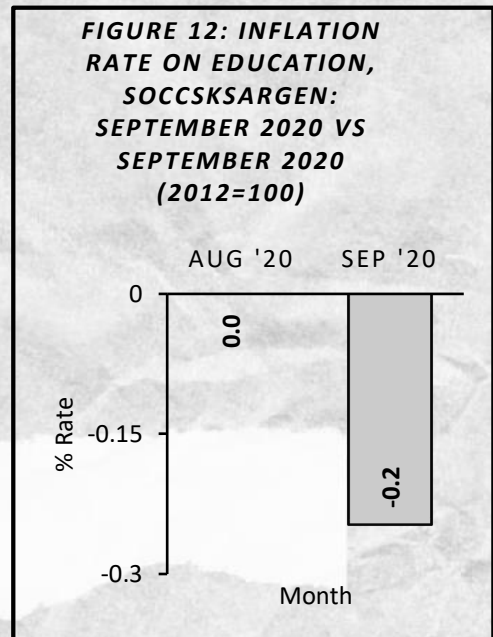 FIGURE 12: INFLATION
RATE ON EDUCATION,
SOCCSKSARGEN:
SEPTEMBER 2020 VS
SEPTEMBER 2020
(2012=100)
AUG '20 SEP '20
0
0.0
% Rate
-0.15
-0.2
-0.3
Month